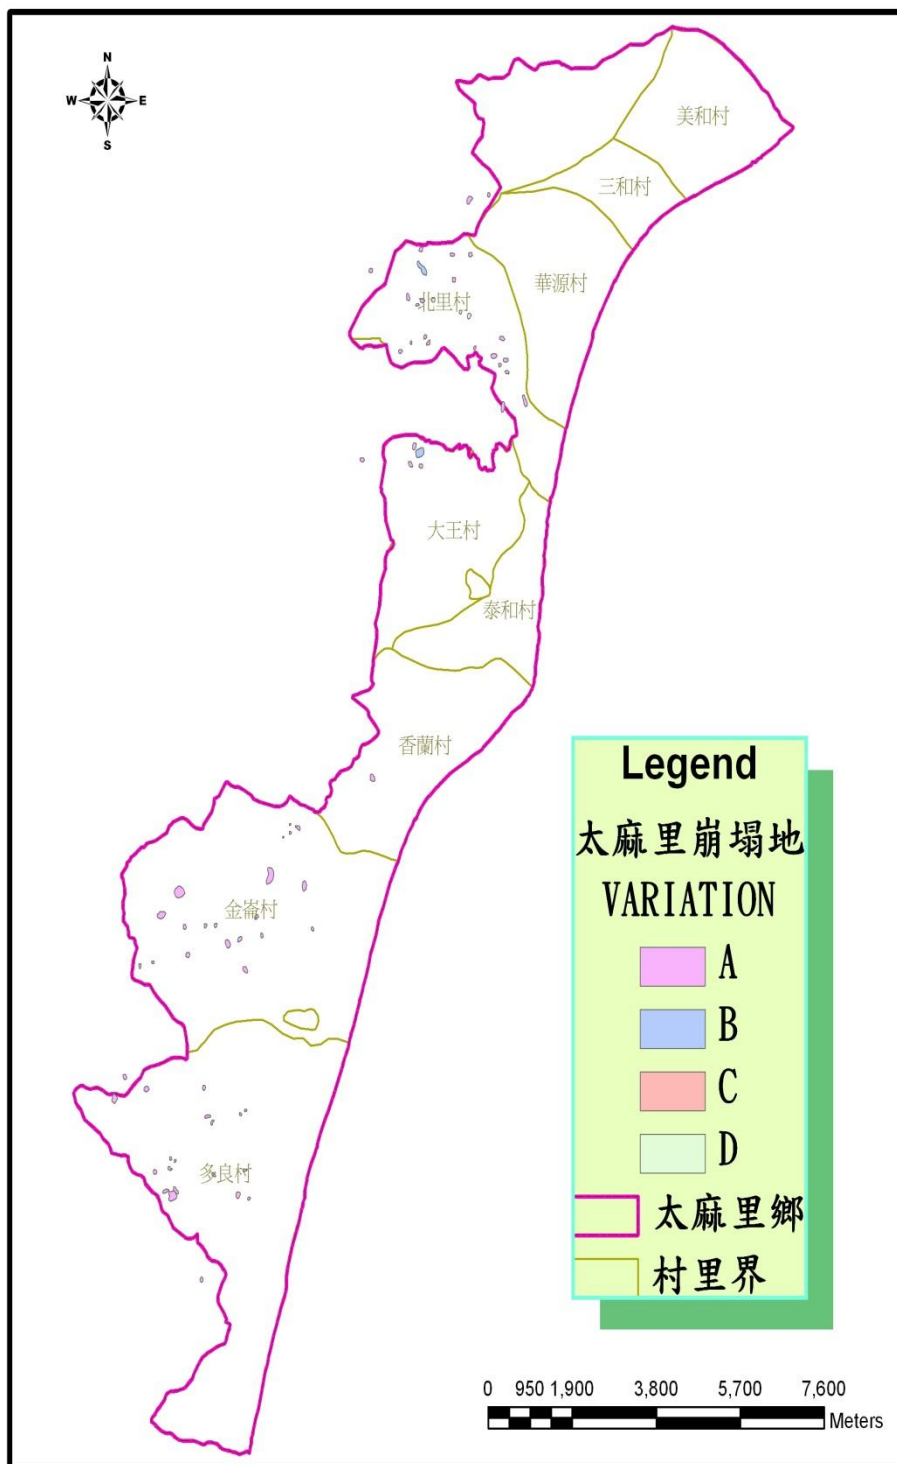 N
W E
S
美和村
三和村
華源村
北里村
大王村
泰和村
香蘭村
金崙村
多良村
Legend
太麻里崩塌地
VARIATION
A
B
C
D
太麻里鄉
村里界
0 950 1,900 3,800 5,700 7,600
Meters